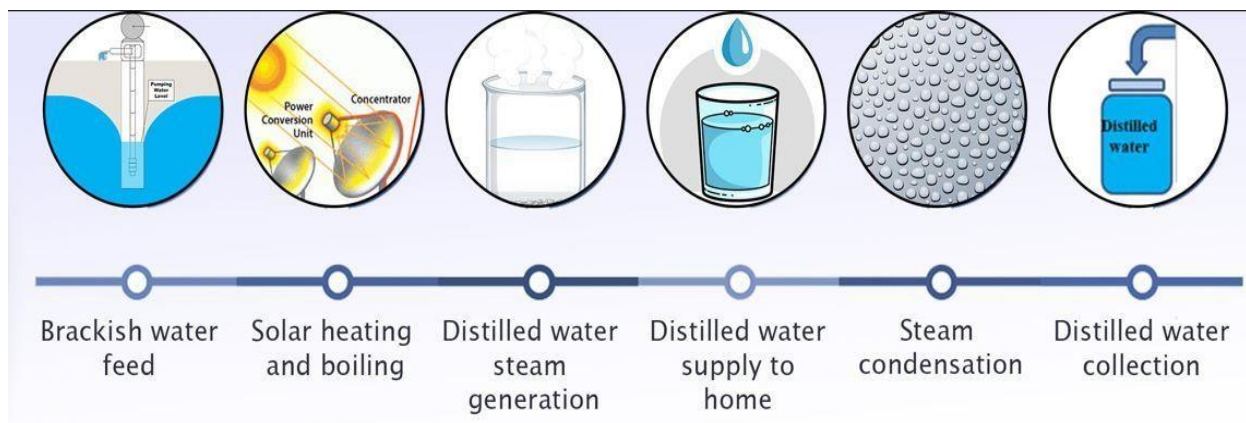 Pumping
Water
Level
Power
Conversion
Unit
Concentrator
Distilled
water
Brackish water
feed
Solar heating
and boiling
Distilled water
steam
generation
Distilled water
supply to
home
Steam
condensation
Distilled water
collection